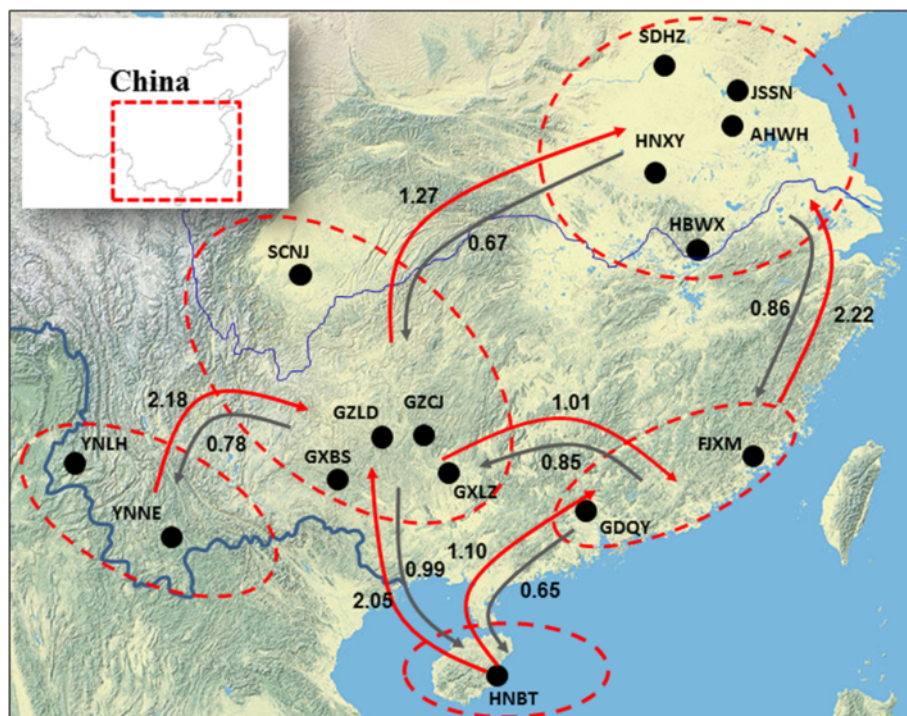 China
SDHZ
JSSN
AHWH
HNXY
1.27
HBWX
0.67
SCNJ
0.86
2.22
2.18
1.01
GZLD
GZCJ
0.78
YNLH
GXBS
GXLZ
0.85
FJXM
YNNE
GDQY
1.10
0.99
0.65
2.05
HNBT